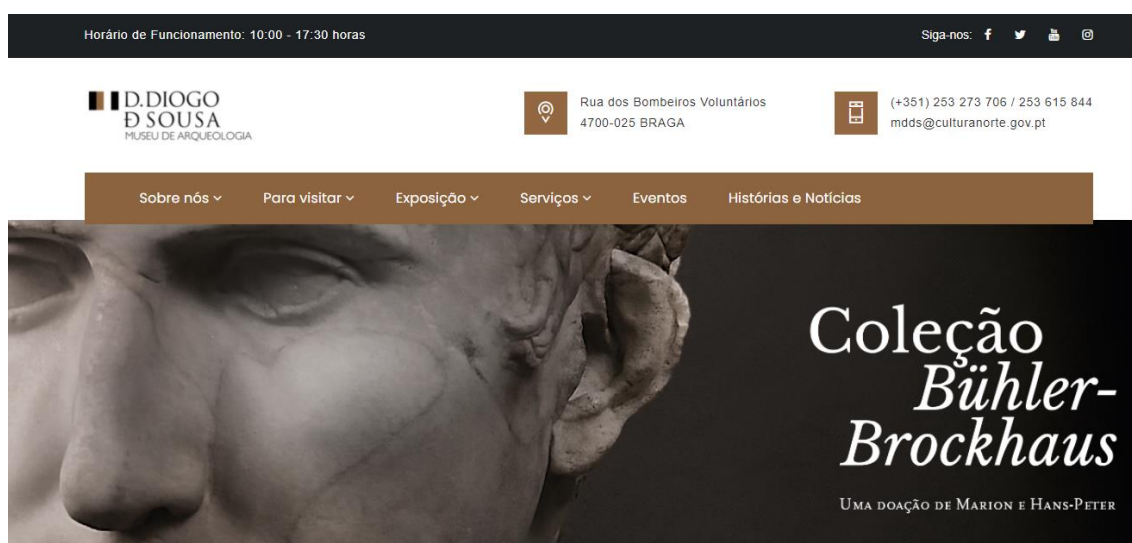 Horário de Funcionamento: 10:00 - 17:30 horas
Siga-nos:
D.DIOGO
D SOUSA
MUSEU DE ARQUEOLOGIA
Rua dos Bombeiros Voluntários
4700-025 BRAGA
(+351) 253 273 706 / 253 615 844
mdds@culturanorte.gov.pt
Sobre nós
Para visitar
Exposição
Serviços
Eventos
Histórias e Notícias
Coleção
Bühler-
Brockhaus
UMA DOAÇÃO DE MARION E HANS-PETER